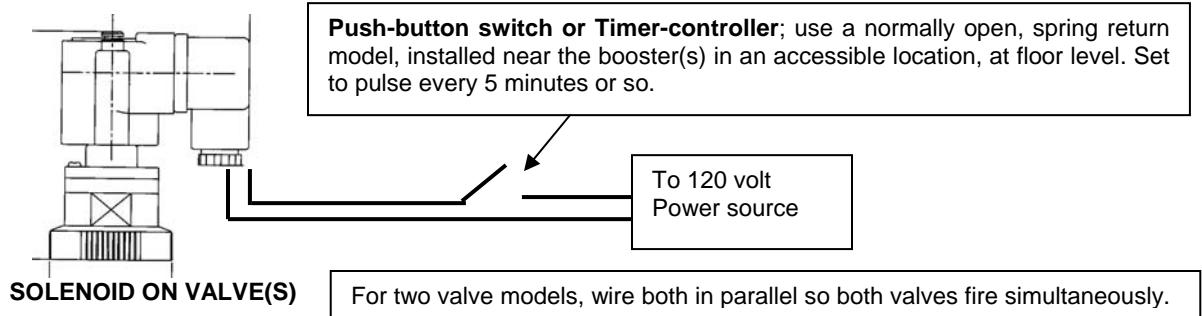 Push-button switch or Timer-controller; use a normally open, spring return
model, installed near the booster(s) in an accessible location, at floor level. Set
to pulse every 5 minutes or so.
To 120 volt
Power source
SOLENOID ON VALVE(S)
For two valve models, wire both in parallel so both valves fire simultaneously.